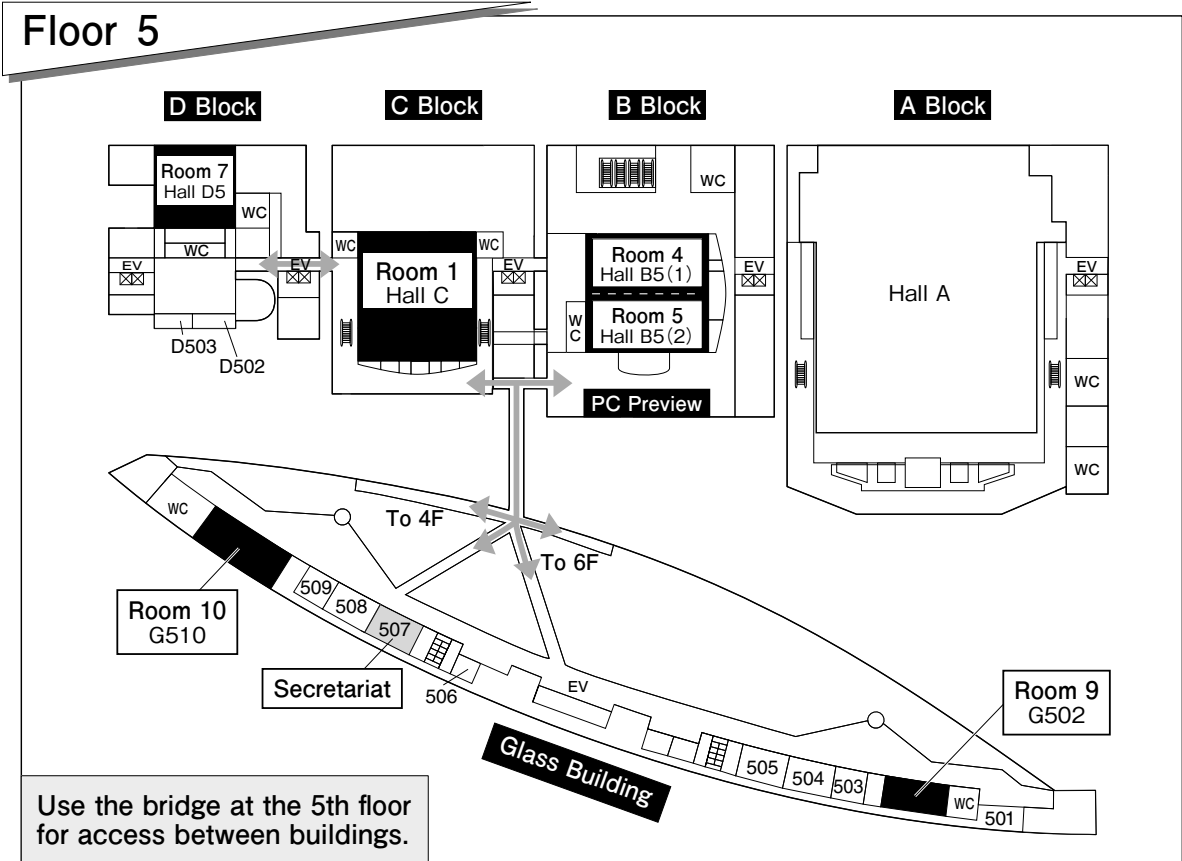 Floor 5
D Block
C Block
B Block
A Block
Room 7
Hall D5
WC
WC
EV
EV
D503
D502
WC
WC
Room 1
Hall C
EV
WC
Room 4
Hall B5(1)
Room 5
Hall B5(2)
WC
EV
PC Preview
Hall A
EV
WC
WC
To 4F
To 6F
WC
Room 10
G510
509
508
507
Secretariat
506
EV
Glass Building
505
504
503
Room 9
G502
WC
501
Use the bridge at the 5th floor
for access between buildings.